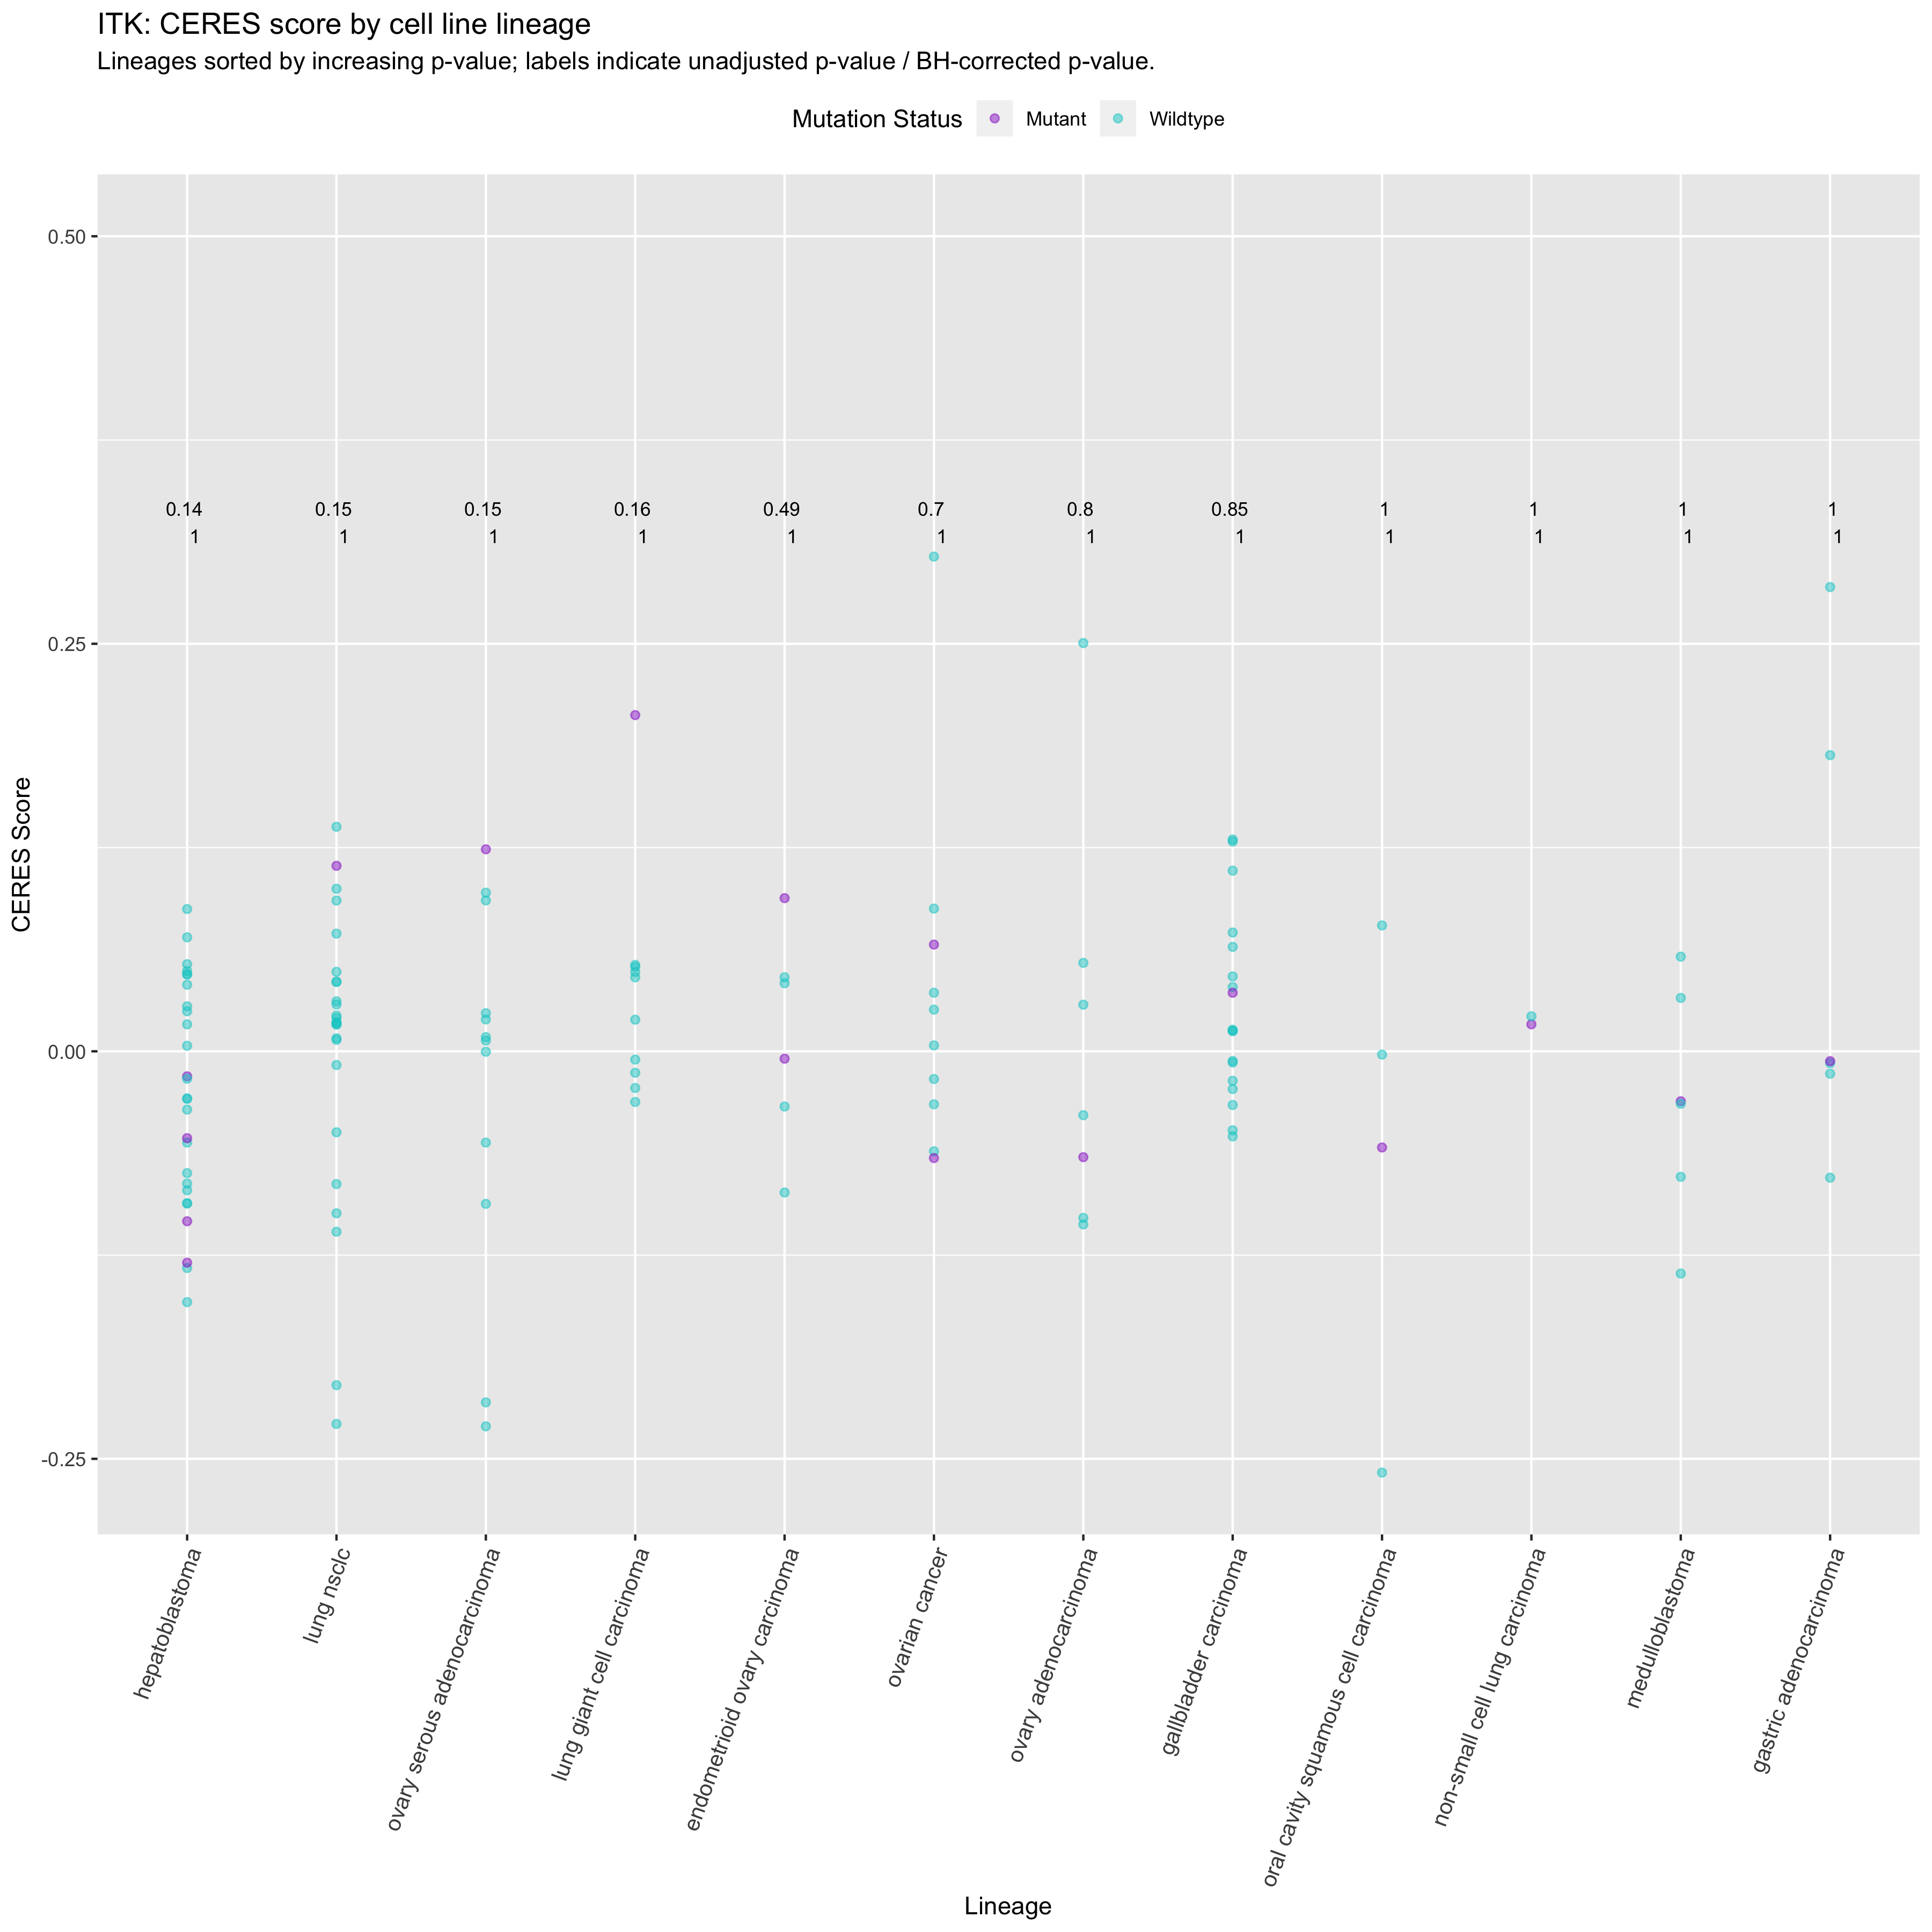 ITK: CERES score by cell line lineage
Lineages sorted by increasing p-value; labels indicate unadjusted p-value / BH-corrected p-value.
Mutation Status Mutant Wildtype
0.50
0.14 0.15 0.15 0.16 0.49 0.7 0.8 0.85 1 1 1 1
1 1 1 1 1 1 1 1 1 1 1 1
0.25
CERES Score
0.00
-0.25
hepatoblastoma
lung nsclc
ovary serous adenocarcinoma
lung giant cell carcinoma
endometrioid ovary carcinoma
ovarian cancer
ovary adenocarcinoma
gallbladder carcinoma
oral cavity squamous cell carcinoma
non-small cell lung carcinoma
medulloblastoma
gastric adenocarcinoma
Lineage